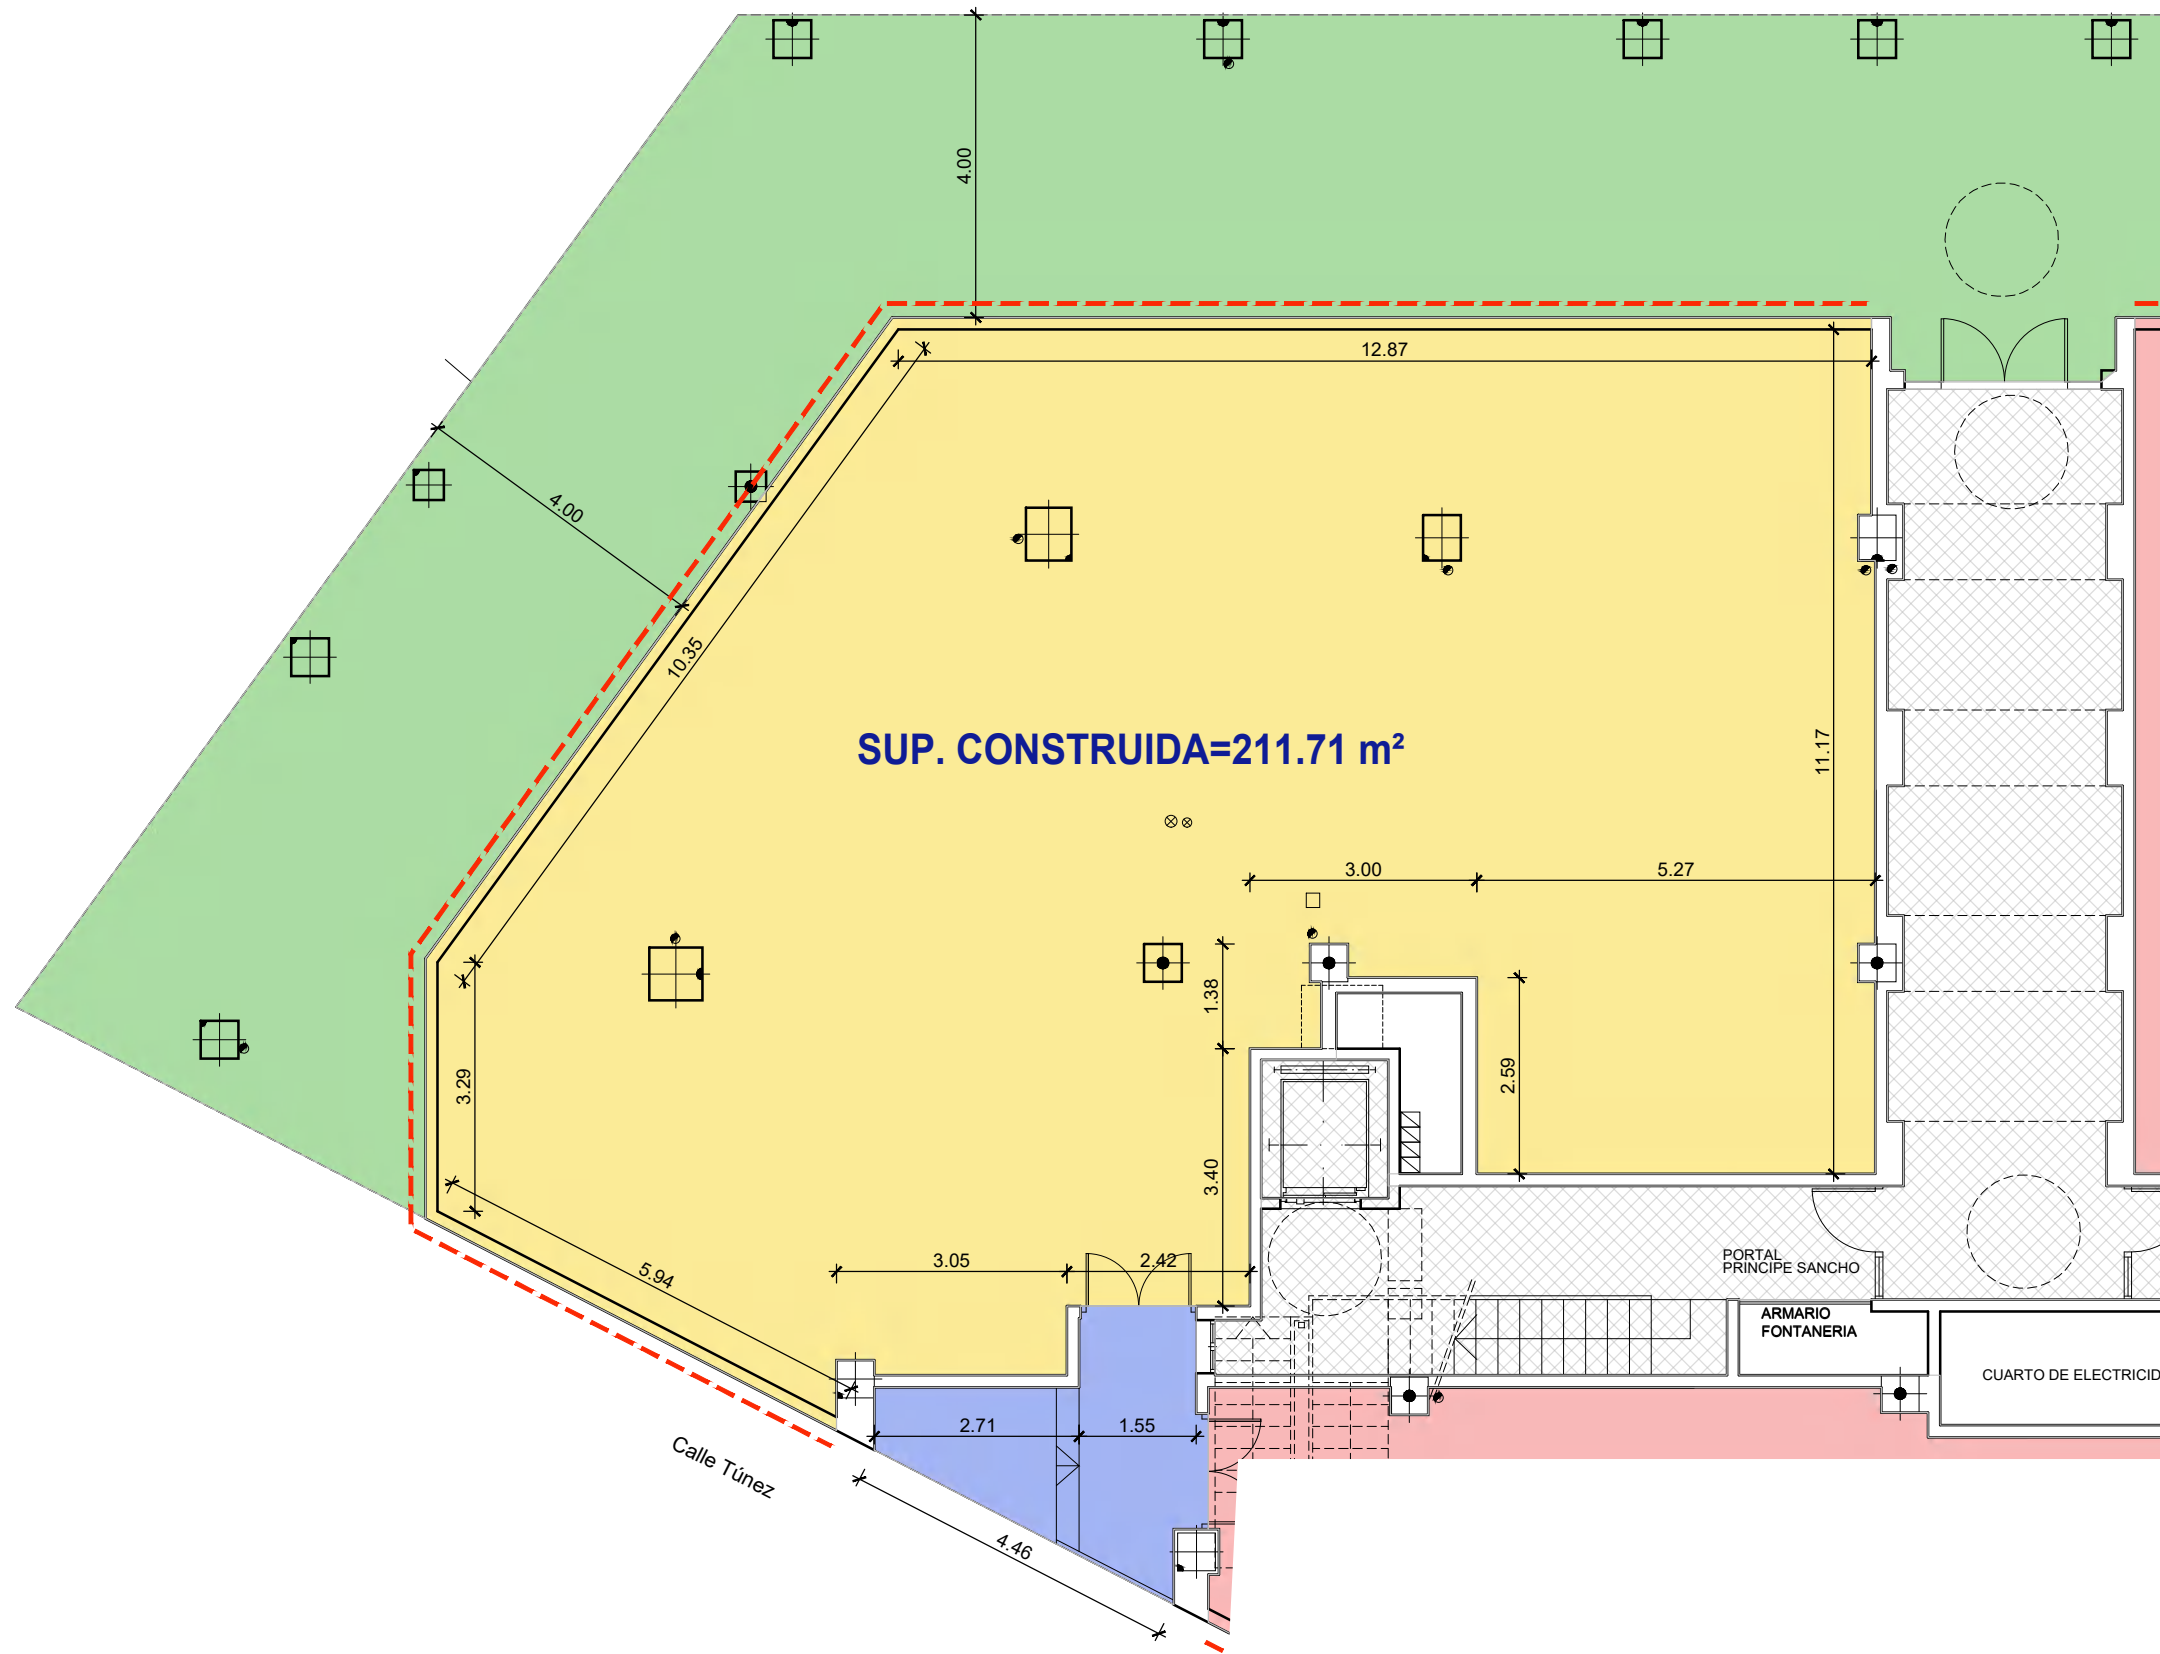 4.00
12.87
4.00
10.35
SUP. CONSTRUIDA=211.71 m²
11.17
3.00
5.27
1.38
2.59
3.29
3.40
3.05
2.42
5.94
PORTAL
PRINCIPE SANCHO
ARMARIO
FONTANERIA
CUARTO DE ELECTRICID
2.71
1.55
Calle Túnez
4.46